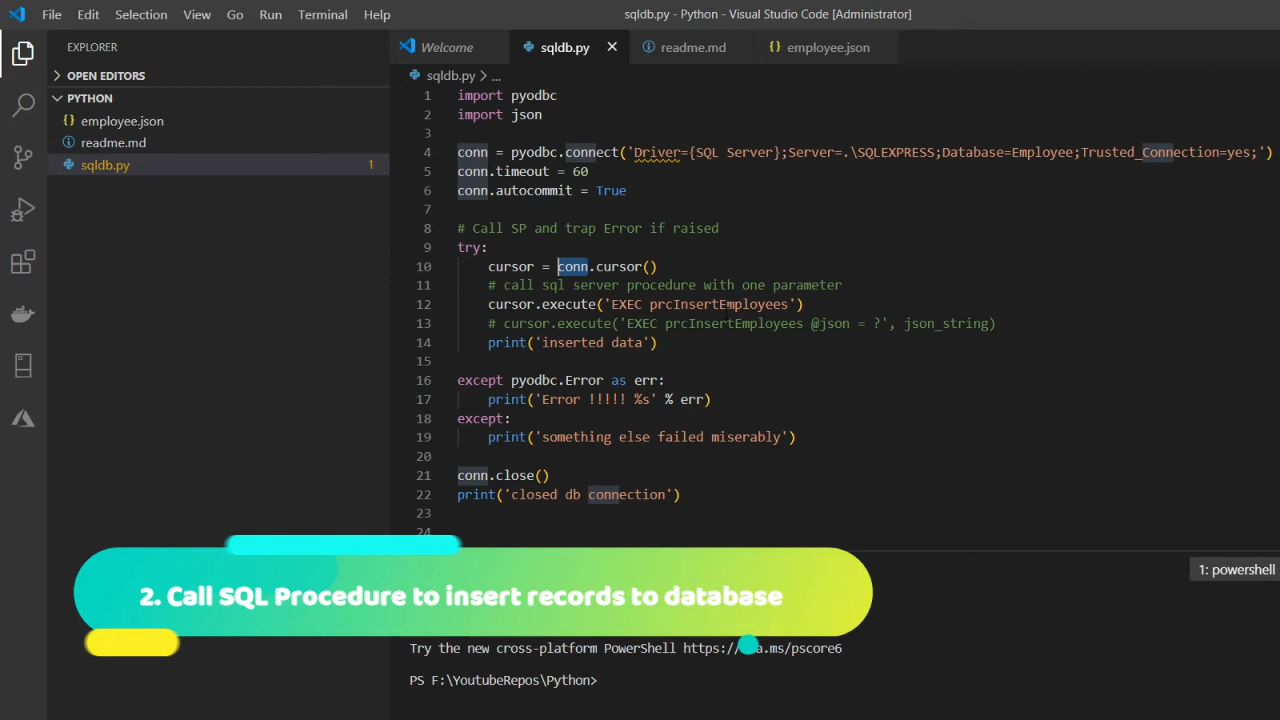 File Edit Selection View Go Run Terminal Help sqldb.py - Python - Visual Studio Code [Administrator]
EXPLORER
OPEN EDITORS
PYTHON
employee.json
readme.md
sqldb.py 1
Welcome sqldb.py readme.md employee.json
sqldb.py > ...
1 import pyodbc
2 import json
3
4 conn = pyodbc.connect('Driver={SQL Server};Server=.\SQLEXPRESS;Database=Employee;Trusted_Connection=yes;')
5 conn.timeout = 60
6 conn.autocommit = True
7
8 # Call SP and trap Error if raised
9 try:
10 cursor = conn.cursor()
11 # call sql server procedure with one parameter
12 cursor.execute('EXEC prcInsertEmployees')
13 # cursor.execute('EXEC prcInsertEmployees @json = ?', json_string)
14 print('inserted data')
15
16 except pyodbc.Error as err:
17 print('Error !!!!! %s' % err)
18 except:
19 print('something else failed miserably')
20
21 conn.close()
22 print('closed db connection')
23
24
1: powershell
2. Call SQL Procedure to insert records to database
Try the new cross-platform PowerShell https:/
a.ms/pscore6
PS F:\YoutubeRepos\Python>